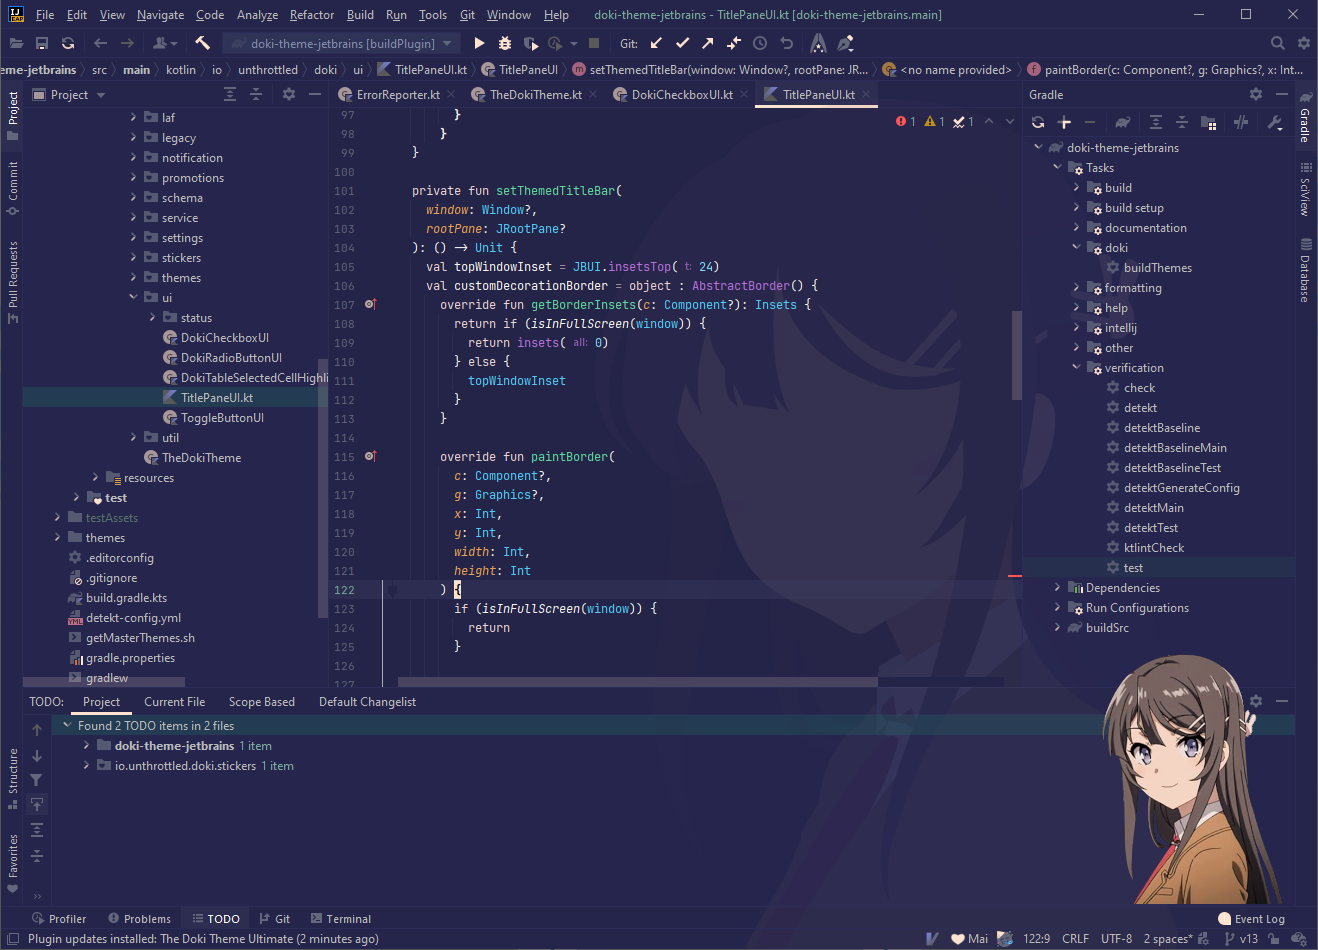 File Edit View Navigate Code Analyze Refactor Build Run Tools Git Window Help doki-theme-jetbrains - TitlePaneUI.kt [doki-theme-jetbrains.main]
doki-theme-jetbrains [buildPlugin] Git:
eme-jetbrains src main kotlin io unthrottled doki ui TitlePaneUI.kt TitlePaneUI setThemedTitleBar(window: Window?, rootPane: JR... <no name provided> paintBorder(c: Component?, g: Graphics?, x: Int...
Project
ErrorReporter.kt TheDokiTheme.kt DokiCheckboxUI.kt TitlePaneUI.kt
Gradle
Project
Commit
Pull Requests
Structure
Favorites
laf
legacy
notification
promotions
schema
service
settings
stickers
themes
ui
status
DokiCheckboxUI
DokiRadioButtonUI
DokiTableSelectedCellHighli
TitlePaneUI.kt
ToggleButtonUI
util
TheDokiTheme
resources
test
testAssets
themes
.editorconfig
.gitignore
build.gradle.kts
detekt-config.yml
getMasterThemes.sh
gradle.properties
gradlew
1 1 1
97 }
98 }
99 }
100
101 private fun setThemedTitleBar(
102 window: Window?,
103 rootPane: JRootPane?
104 ): () → Unit {
105 val topWindowInset = JBUI.insetsTop( t: 24)
106 val customDecorationBorder = object : AbstractBorder() {
107 override fun getBorderInsets(c: Component?): Insets {
108 return if (isInFullScreen(window)) {
109 return insets( all: 0)
110 } else {
111 topWindowInset
112 }
113 }
114
115 override fun paintBorder(
116 c: Component?,
117 g: Graphics?,
118 x: Int,
119 y: Int,
120 width: Int,
121 height: Int
122 ) {
123 if (isInFullScreen(window)) {
124 return
125 }
126
127
doki-theme-jetbrains
Tasks
build
build setup
documentation
doki
buildThemes
formatting
help
intellij
other
verification
check
detekt
detektBaseline
detektBaselineMain
detektBaselineTest
detektGenerateConfig
detektMain
detektTest
ktlintCheck
test
Dependencies
Run Configurations
buildSrc
Gradle
SciView
Database
TODO: Project Current File Scope Based Default Changelist
Found 2 TODO items in 2 files
doki-theme-jetbrains 1 item
io.unthrottled.doki.stickers 1 item
Profiler Problems TODO Git Terminal Event Log
Plugin updates installed: The Doki Theme Ultimate (2 minutes ago) Mai 122:9 CRLF UTF-8 2 spaces* v13